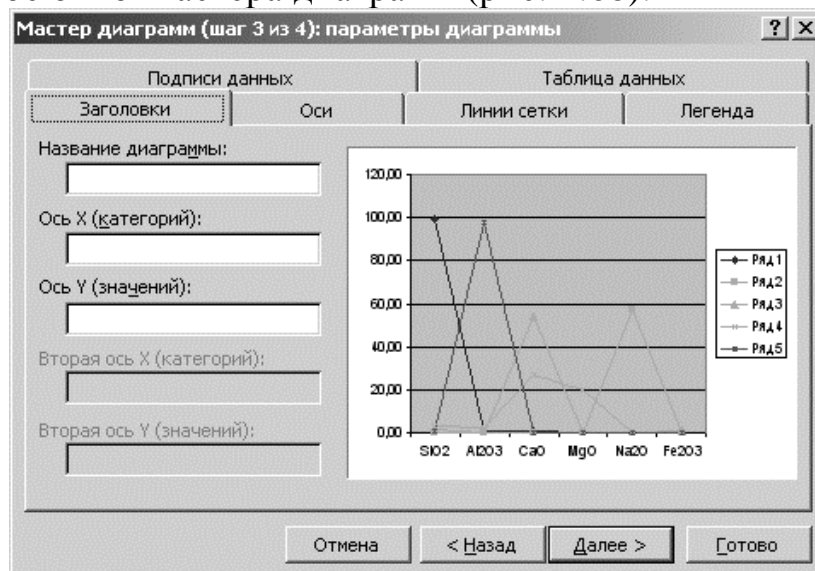 Мастер диаграмм (шаг 3 из 4): параметры диаграммы
Подписи данных
Таблица данных
Заголовки
Оси
Линии сетки
Легенда
Название диаграммы:
Ось X (категорий):
Ось Y (значений):
Вторая ось X (категорий):
Вторая ось Y (значений):
120,00
100,00
80,00
60,00
40,00
20,00
0,00
SiO2 Al2O3 CaO MgO Na2O Fe2O3
Ряд1
Ряд2
Ряд3
Ряд4
Ряд5
Отмена
< Назад
Далее >
Готово